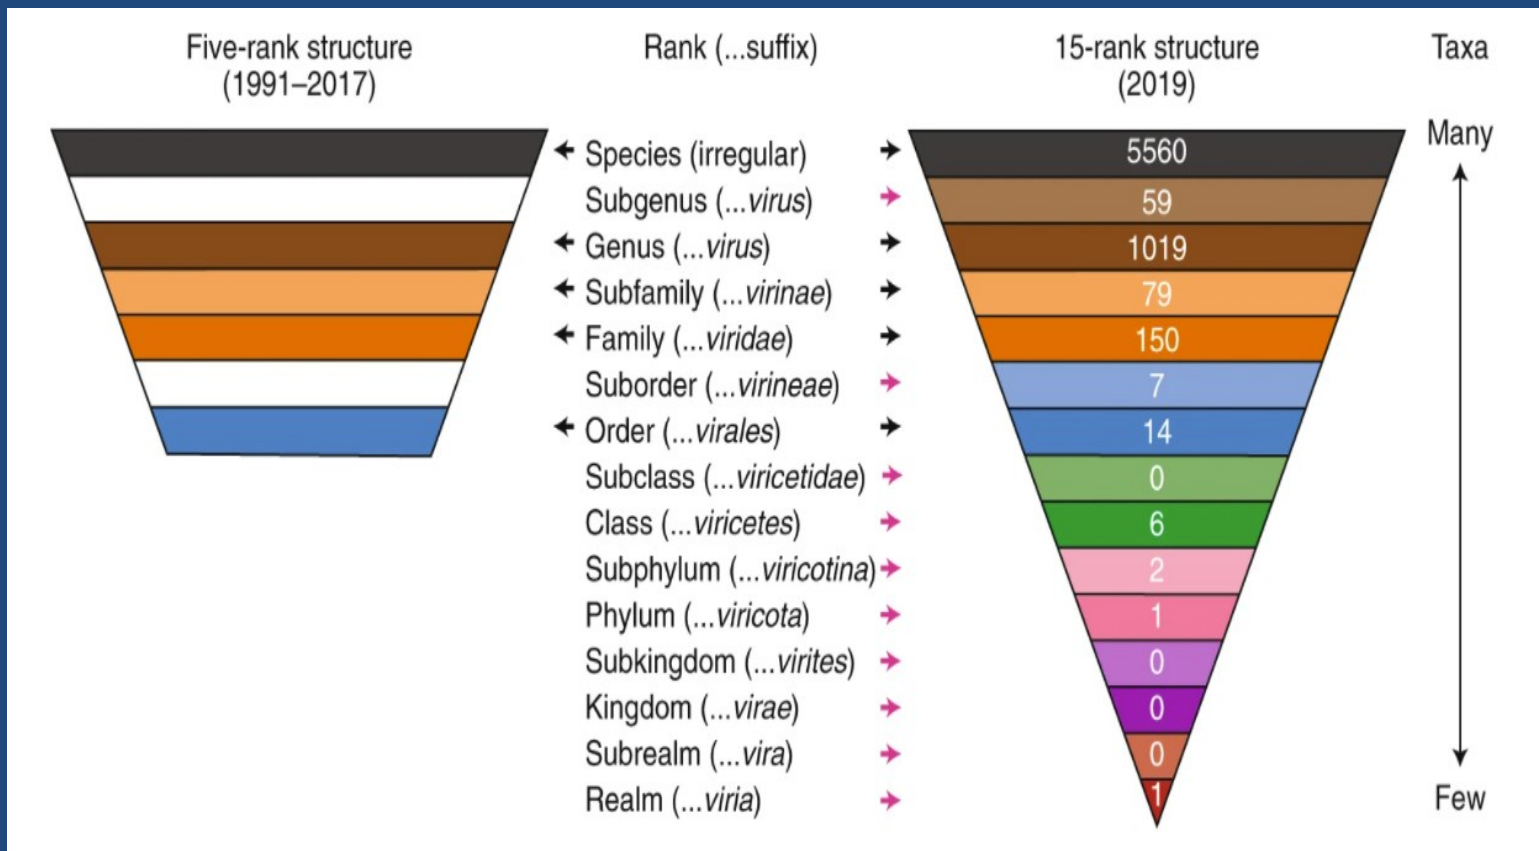 Five-rank structure
(1991–2017)
Rank (...suffix)
15-rank structure
(2019)
Taxa
Many
Species (irregular)
5560
Subgenus (...virus)
59
Genus (...virus)
1019
Subfamily (...virinae)
79
Family (...viridae)
150
Suborder (...virineae)
7
Order (...virales)
14
Subclass (...viricetidae)
0
Class (...viricetes)
6
Subphylum (...viricotina)
2
Phylum (...viricota)
1
Subkingdom (...virites)
0
Kingdom (...virae)
0
Subrealm (...vira)
0
Realm (...viria)
1
Few